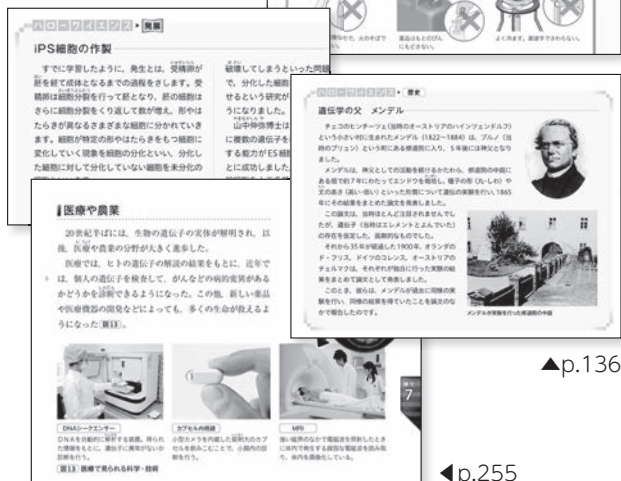 ハローサイエンス ▶ 発展
iPS細胞の作製
すでに学習したように、発生とは、受精卵が
胚を経て成体となるまでの過程をさします。受
精卵は細胞分裂をくり返して胚となり、胚の細胞は
さらに細胞分裂をくり返して数が増え、形やは
たらきが異なるさまざまな細胞に分かれていき
ます。細胞が特定の形やはたらきをもつ細胞に
変化していく現象を細胞の分化といい、分化し
た細胞に対して分化していない細胞を未分化の
破壊してしまうといった問題
で、分化した細胞
せるという研究が
うになりました。
山中伸弥博士は
に複数の遺伝子を
する能力がES細胞
とに成功しました。
ハローサイエンス ▶ 歴史
遺伝学の父 メンデル
チェコのヒンチーツェ(当時のオーストリアのハインツェンドルフ)
という小さい村に生まれたメンデル(1822〜1884)は、ブルノ(当
時のブリュン)という町にある修道院に入り、5年後には神父となり
ました。
メンデルは、神父としての活動を続けるかたわら、修道院の中庭に
ある畑で約7年にわたってエンドウを栽培し、種子の形(丸・しわ)や
丈の高さ(高い・低い)といった形質について遺伝の実験を行い、1865
年にその結果をまとめた論文を発表しました。
この論文は、当時はほとんど注目されませんでし
たが、遺伝子(当時はエレメントとよんでいた)
の存在を仮定した、画期的なものでした。
それから35年が経過した1900年、オランダの
ド・フリス、ドイツのコレンス、オーストリアの
チェルマクは、それぞれが独自に行った実験の結
果をまとめて論文として発表しました。
このとき、彼らは、メンデルが過去に同様の実
験を行い、同様の結果を得ていたことを論文のな
かで報告したのです。
メンデルが実験を行った修道院の中庭
▲p.136
医療や農業
20世紀半ばには、生物の遺伝子の実体が解明され、以
後、医療や農業の分野が大きく進歩した。
医療では、ヒトの遺伝子の解読の結果をもとに、近年で
は、個人の遺伝子を検査して、がんなどの病的変異がある
かどうかを診断できるようになった。この他、新しい薬品
や医療機器の開発などによっても、多くの生命が救えるよ
うになった(図13)。
DNAシークエンサー
DNAを自動的に解析する装置。得られ
た情報をもとに、遺伝子に異常がないか
診断を行う。
カプセル内視鏡
小型カメラを内蔵した錠剤大のカプ
セルを飲みこむことで、小腸内の診
断を行う。
MRI
強い磁界のなかで電磁波を照射したとき
に体内で発生する微弱な電磁波を読み取
り、体内を画像化している。
図13 医療で見られる科学・技術
7
◀p.255